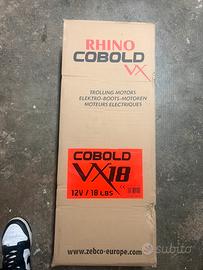 RHINO
COBOLD
VX
TROLLING MOTORS
ELEKTRO-BOOTS-MOTOREN
MOTEURS ELECTRIQUES
COBOLD
VX18
12V / 18 LBS
www.zebco-europe.com
subito